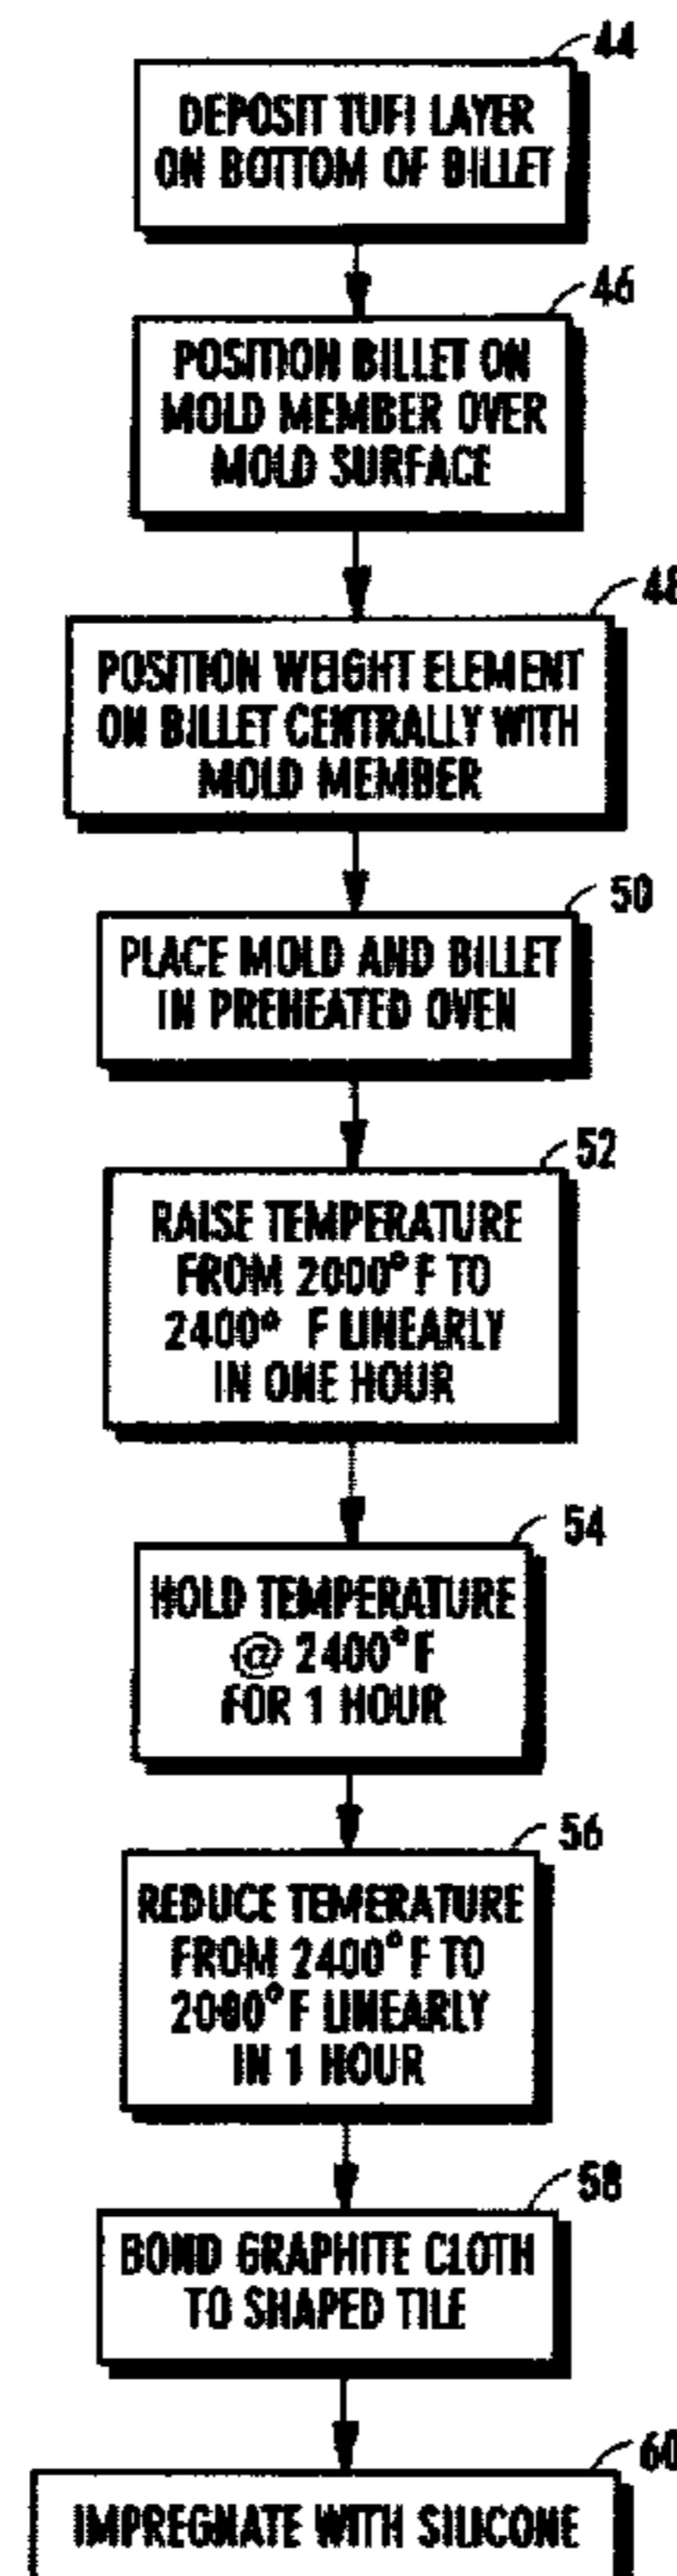 44
DEPOSIT TUFI LAYER
ON BOTTOM OF BILLET
46
POSITION BILLET ON
MOLD MEMBER OVER
MOLD SURFACE
48
POSITION WEIGHT ELEMENT
ON BILLET CENTRALLY WITH
MOLD MEMBER
50
PLACE MOLD AND BILLET
IN PREHEATED OVEN
52
RAISE TEMPERATURE
FROM 2000°F TO
2400° F LINEARLY
IN ONE HOUR
54
HOLD TEMPERATURE
@ 2400°F
FOR 1 HOUR
56
REDUCE TEMERATURE
FROM 2400°F TO
2000°F LINEARLY
IN 1 HOUR
58
BOND GRAPHITE CLOTH
TO SHAPED TILE
60
IMPREGNATE WITH SILICONE